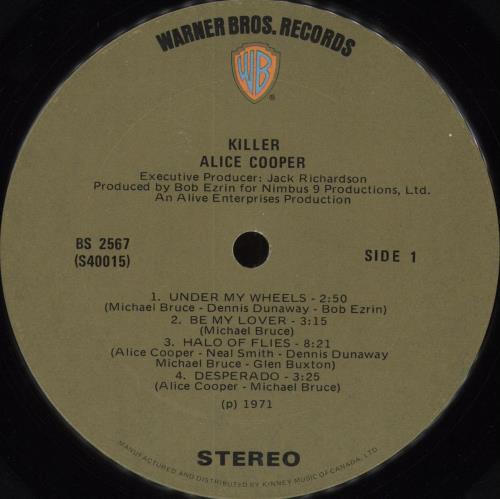 WARNER BROS. RECORDS
WB
®
KILLER
ALICE COOPER
Executive Producer: Jack Richardson
Produced by Bob Ezrin for Nimbus 9 Productions, Ltd.
An Alive Enterprises Production
BS 2567
(S40015)
SIDE 1
1. UNDER MY WHEELS - 2:50
(Michael Bruce - Dennis Dunaway - Bob Ezrin)
2. BE MY LOVER - 3:15
(Michael Bruce)
3. HALO OF FLIES - 8:21
(Alice Cooper - Neal Smith - Dennis Dunaway
Michael Bruce - Glen Buxton)
4. DESPERADO - 3:25
(Alice Cooper - Michael Bruce)
(p) 1971
STEREO
MANUFACTURED AND DISTRIBUTED BY KINNEY MUSIC OF CANADA, LTD.